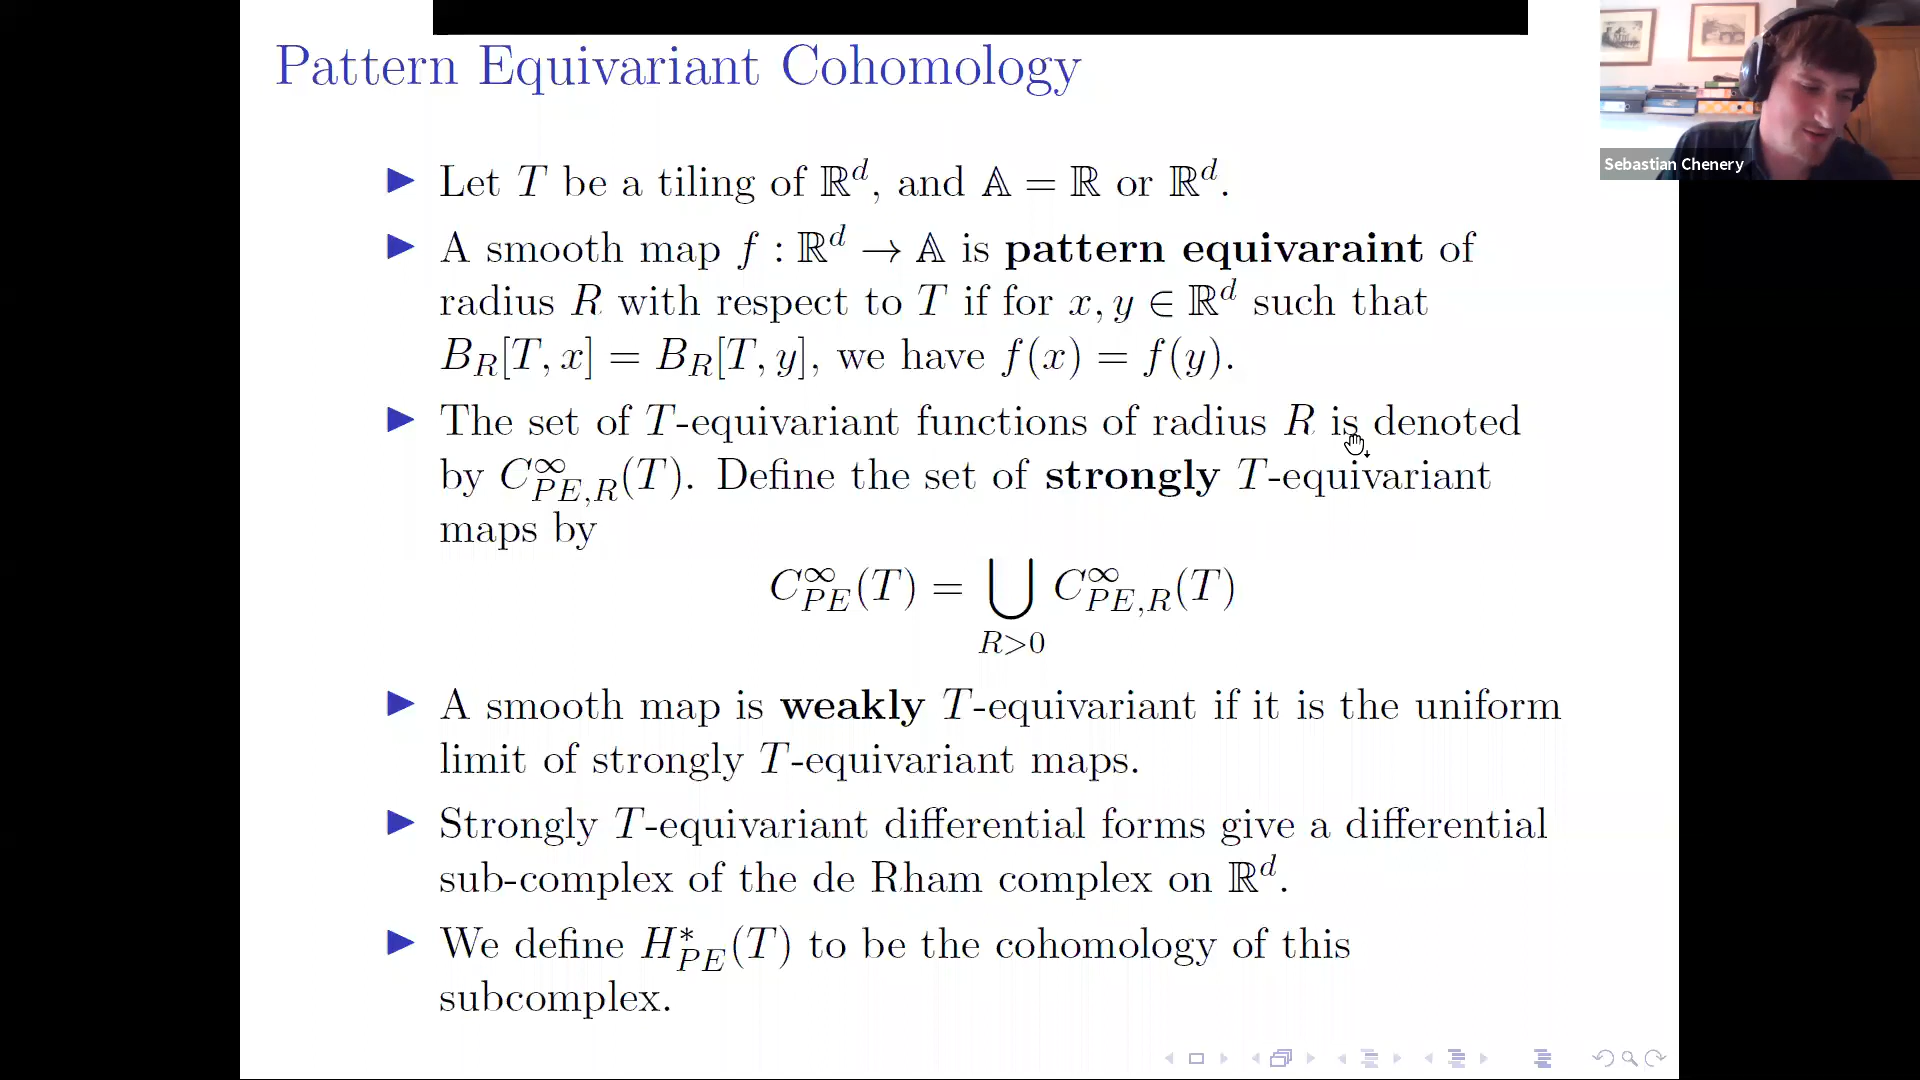 Pattern Equivariant Cohomology
Let T be a tiling of ℝ^d, and 𝔸 = ℝ or ℝ^d.
A smooth map f : ℝ^d → 𝔸 is pattern equivaraint of
radius R with respect to T if for x, y ∈ ℝ^d such that
B_R[T, x] = B_R[T, y], we have f(x) = f(y).
The set of T-equivariant functions of radius R is denoted
by C^∞_{PE,R}(T). Define the set of strongly T-equivariant
maps by
C^∞_{PE}(T) = ⋃_{R>0} C^∞_{PE,R}(T)
A smooth map is weakly T-equivariant if it is the uniform
limit of strongly T-equivariant maps.
Strongly T-equivariant differential forms give a differential
sub-complex of the de Rham complex on ℝ^d.
We define H^*_{PE}(T) to be the cohomology of this
subcomplex.
Sebastian Chenery